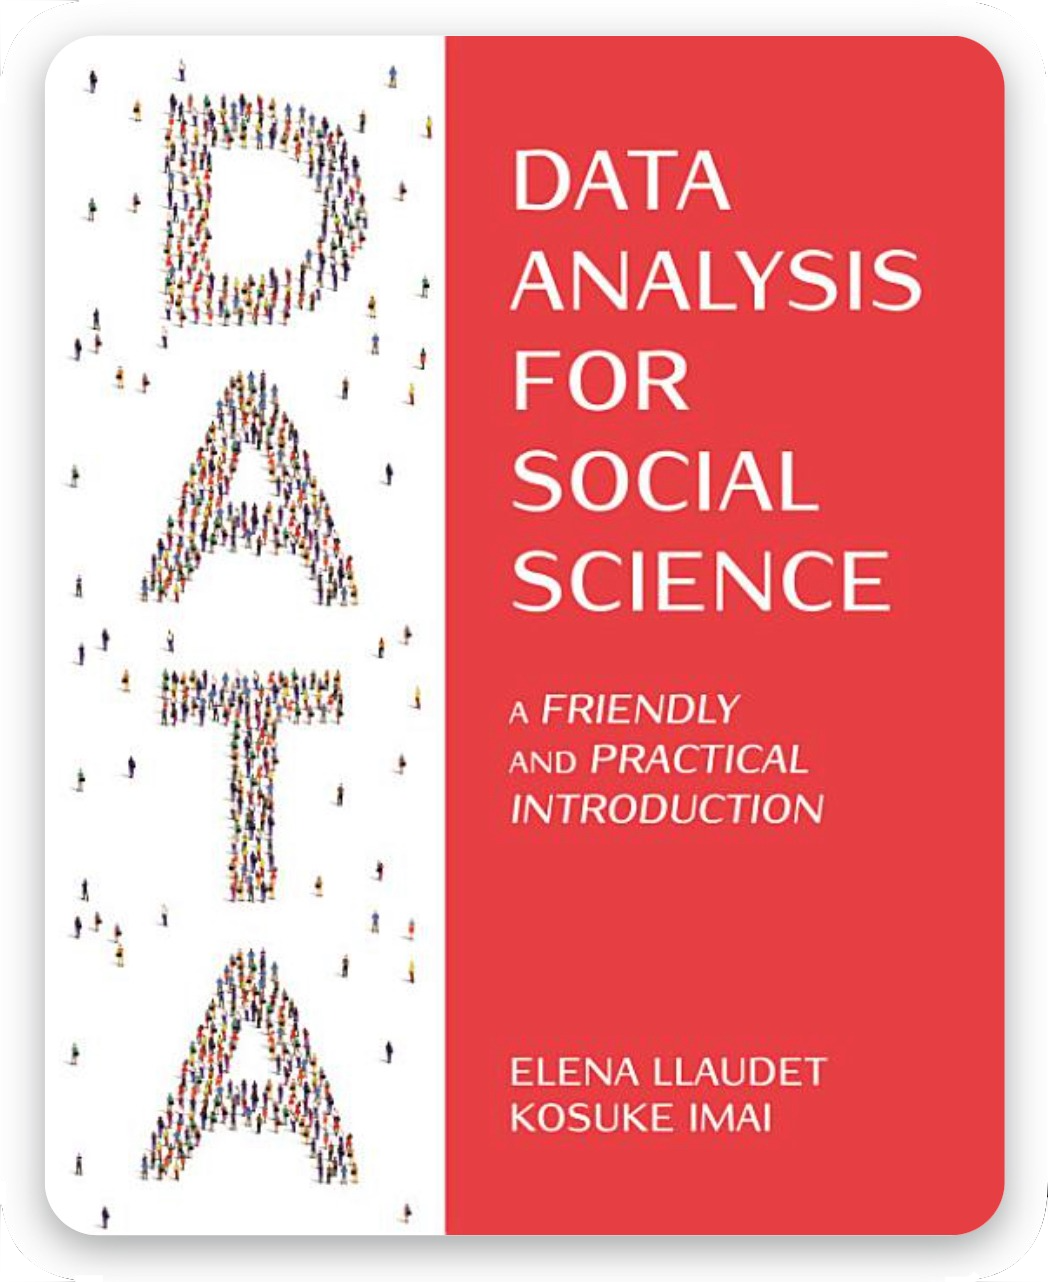 DATA
DATA
ANALYSIS
FOR
SOCIAL
SCIENCE
A FRIENDLY
AND PRACTICAL
INTRODUCTION
ELENA LLAUDET
KOSUKE IMAI